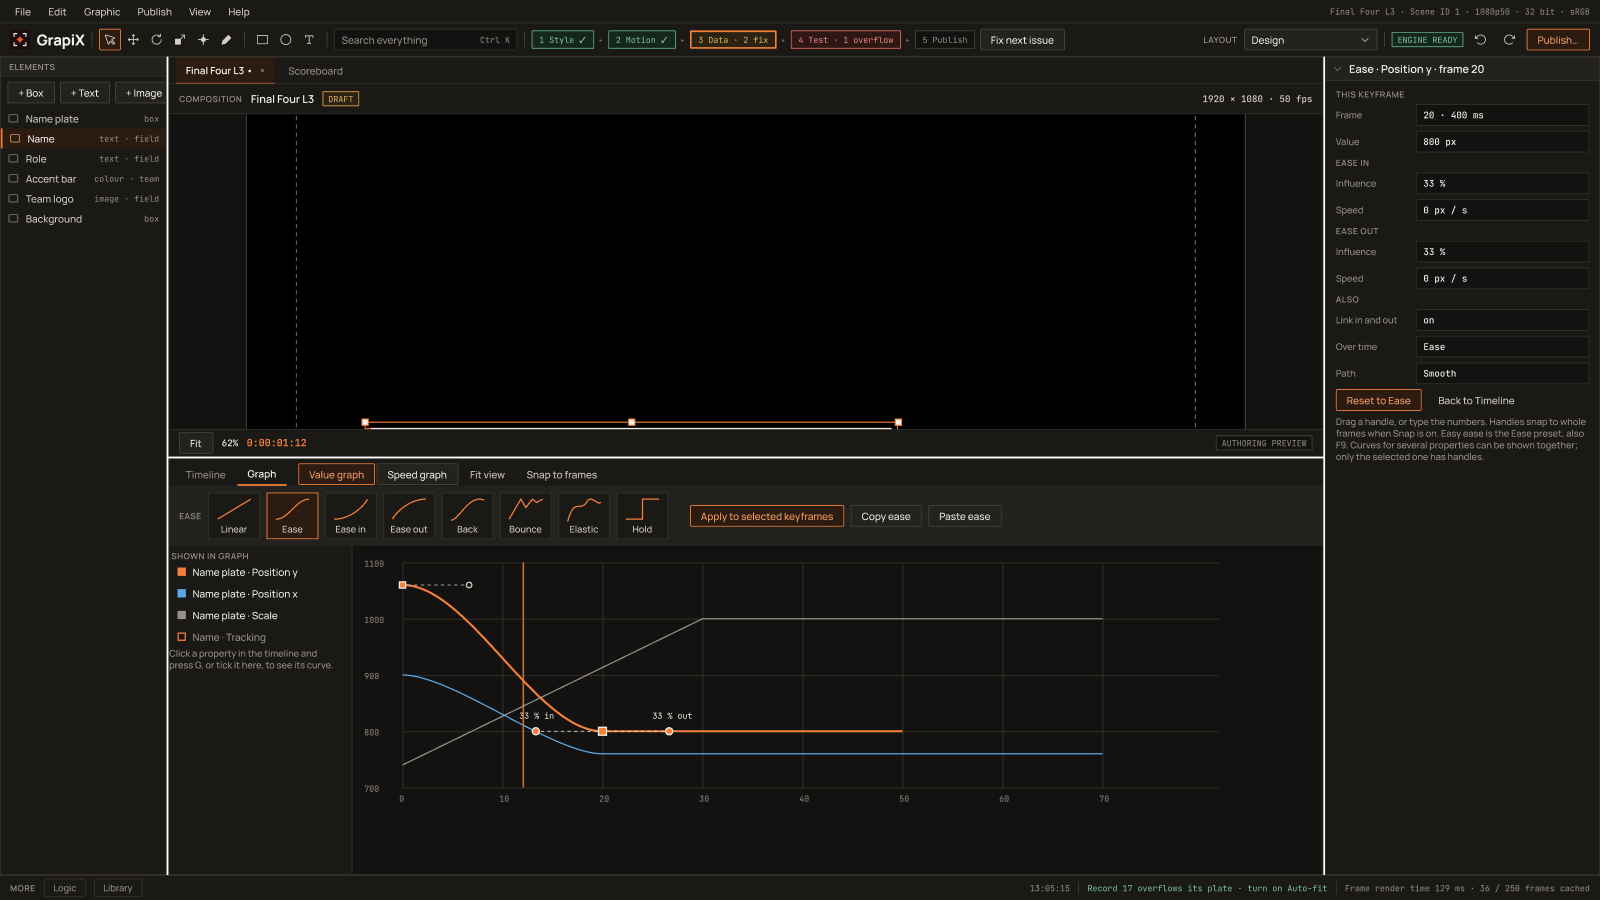 File Edit Graphic Publish View Help
Final Four L3 · Scene ID 1 · 1080p50 · 32 bit · sRGB
GrapiX
Search everything Ctrl K
1 Style ✓
2 Motion ✓
3 Data · 2 fix
4 Test · 1 overflow
5 Publish
Fix next issue
LAYOUT Design
ENGINE READY
Publish...
ELEMENTS
+ Box + Text + Image
Name plate box
Name text · field
Role text · field
Accent bar colour · team
Team logo image · field
Background box
Final Four L3 • ×
Scoreboard
COMPOSITION Final Four L3 DRAFT
1920 × 1080 · 50 fps
Fit 62% 0:00:01:12
AUTHORING PREVIEW
Timeline Graph Value graph Speed graph Fit view Snap to frames
EASE Linear Ease Ease in Ease out Back Bounce Elastic Hold
Apply to selected keyframes Copy ease Paste ease
SHOWN IN GRAPH
Name plate · Position y
Name plate · Position x
Name plate · Scale
Name · Tracking
Click a property in the timeline and
press G, or tick it here, to see its curve.
1100
1000
900
800
700
33 % in
33 % out
0 10 20 30 40 50 60 70
Ease · Position y · frame 20
THIS KEYFRAME
Frame 20 · 400 ms
Value 800 px
EASE IN
Influence 33 %
Speed 0 px / s
EASE OUT
Influence 33 %
Speed 0 px / s
ALSO
Link in and out on
Over time Ease
Path Smooth
Reset to Ease Back to Timeline
Drag a handle, or type the numbers. Handles snap to whole
frames when Snap is on. Easy ease is the Ease preset, also
F9. Curves for several properties can be shown together;
only the selected one has handles.
MORE Logic Library
13:05:15
Record 17 overflows its plate · turn on Auto-fit
Frame render time 129 ms · 36 / 250 frames cached